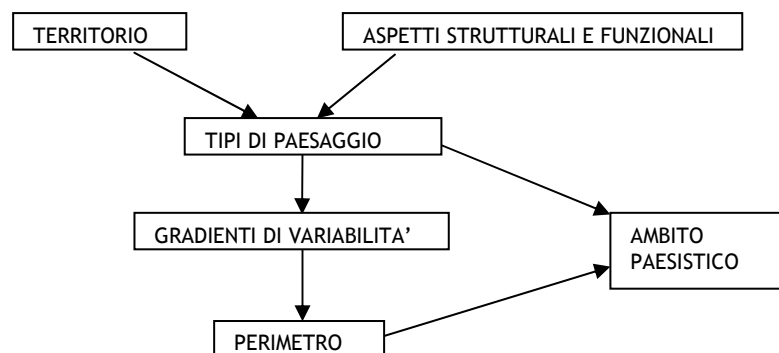 TERRITORIO
ASPETTI STRUTTURALI E FUNZIONALI
TIPI DI PAESAGGIO
GRADIENTI DI VARIABILITA’
AMBITO
PAESISTICO
PERIMETRO